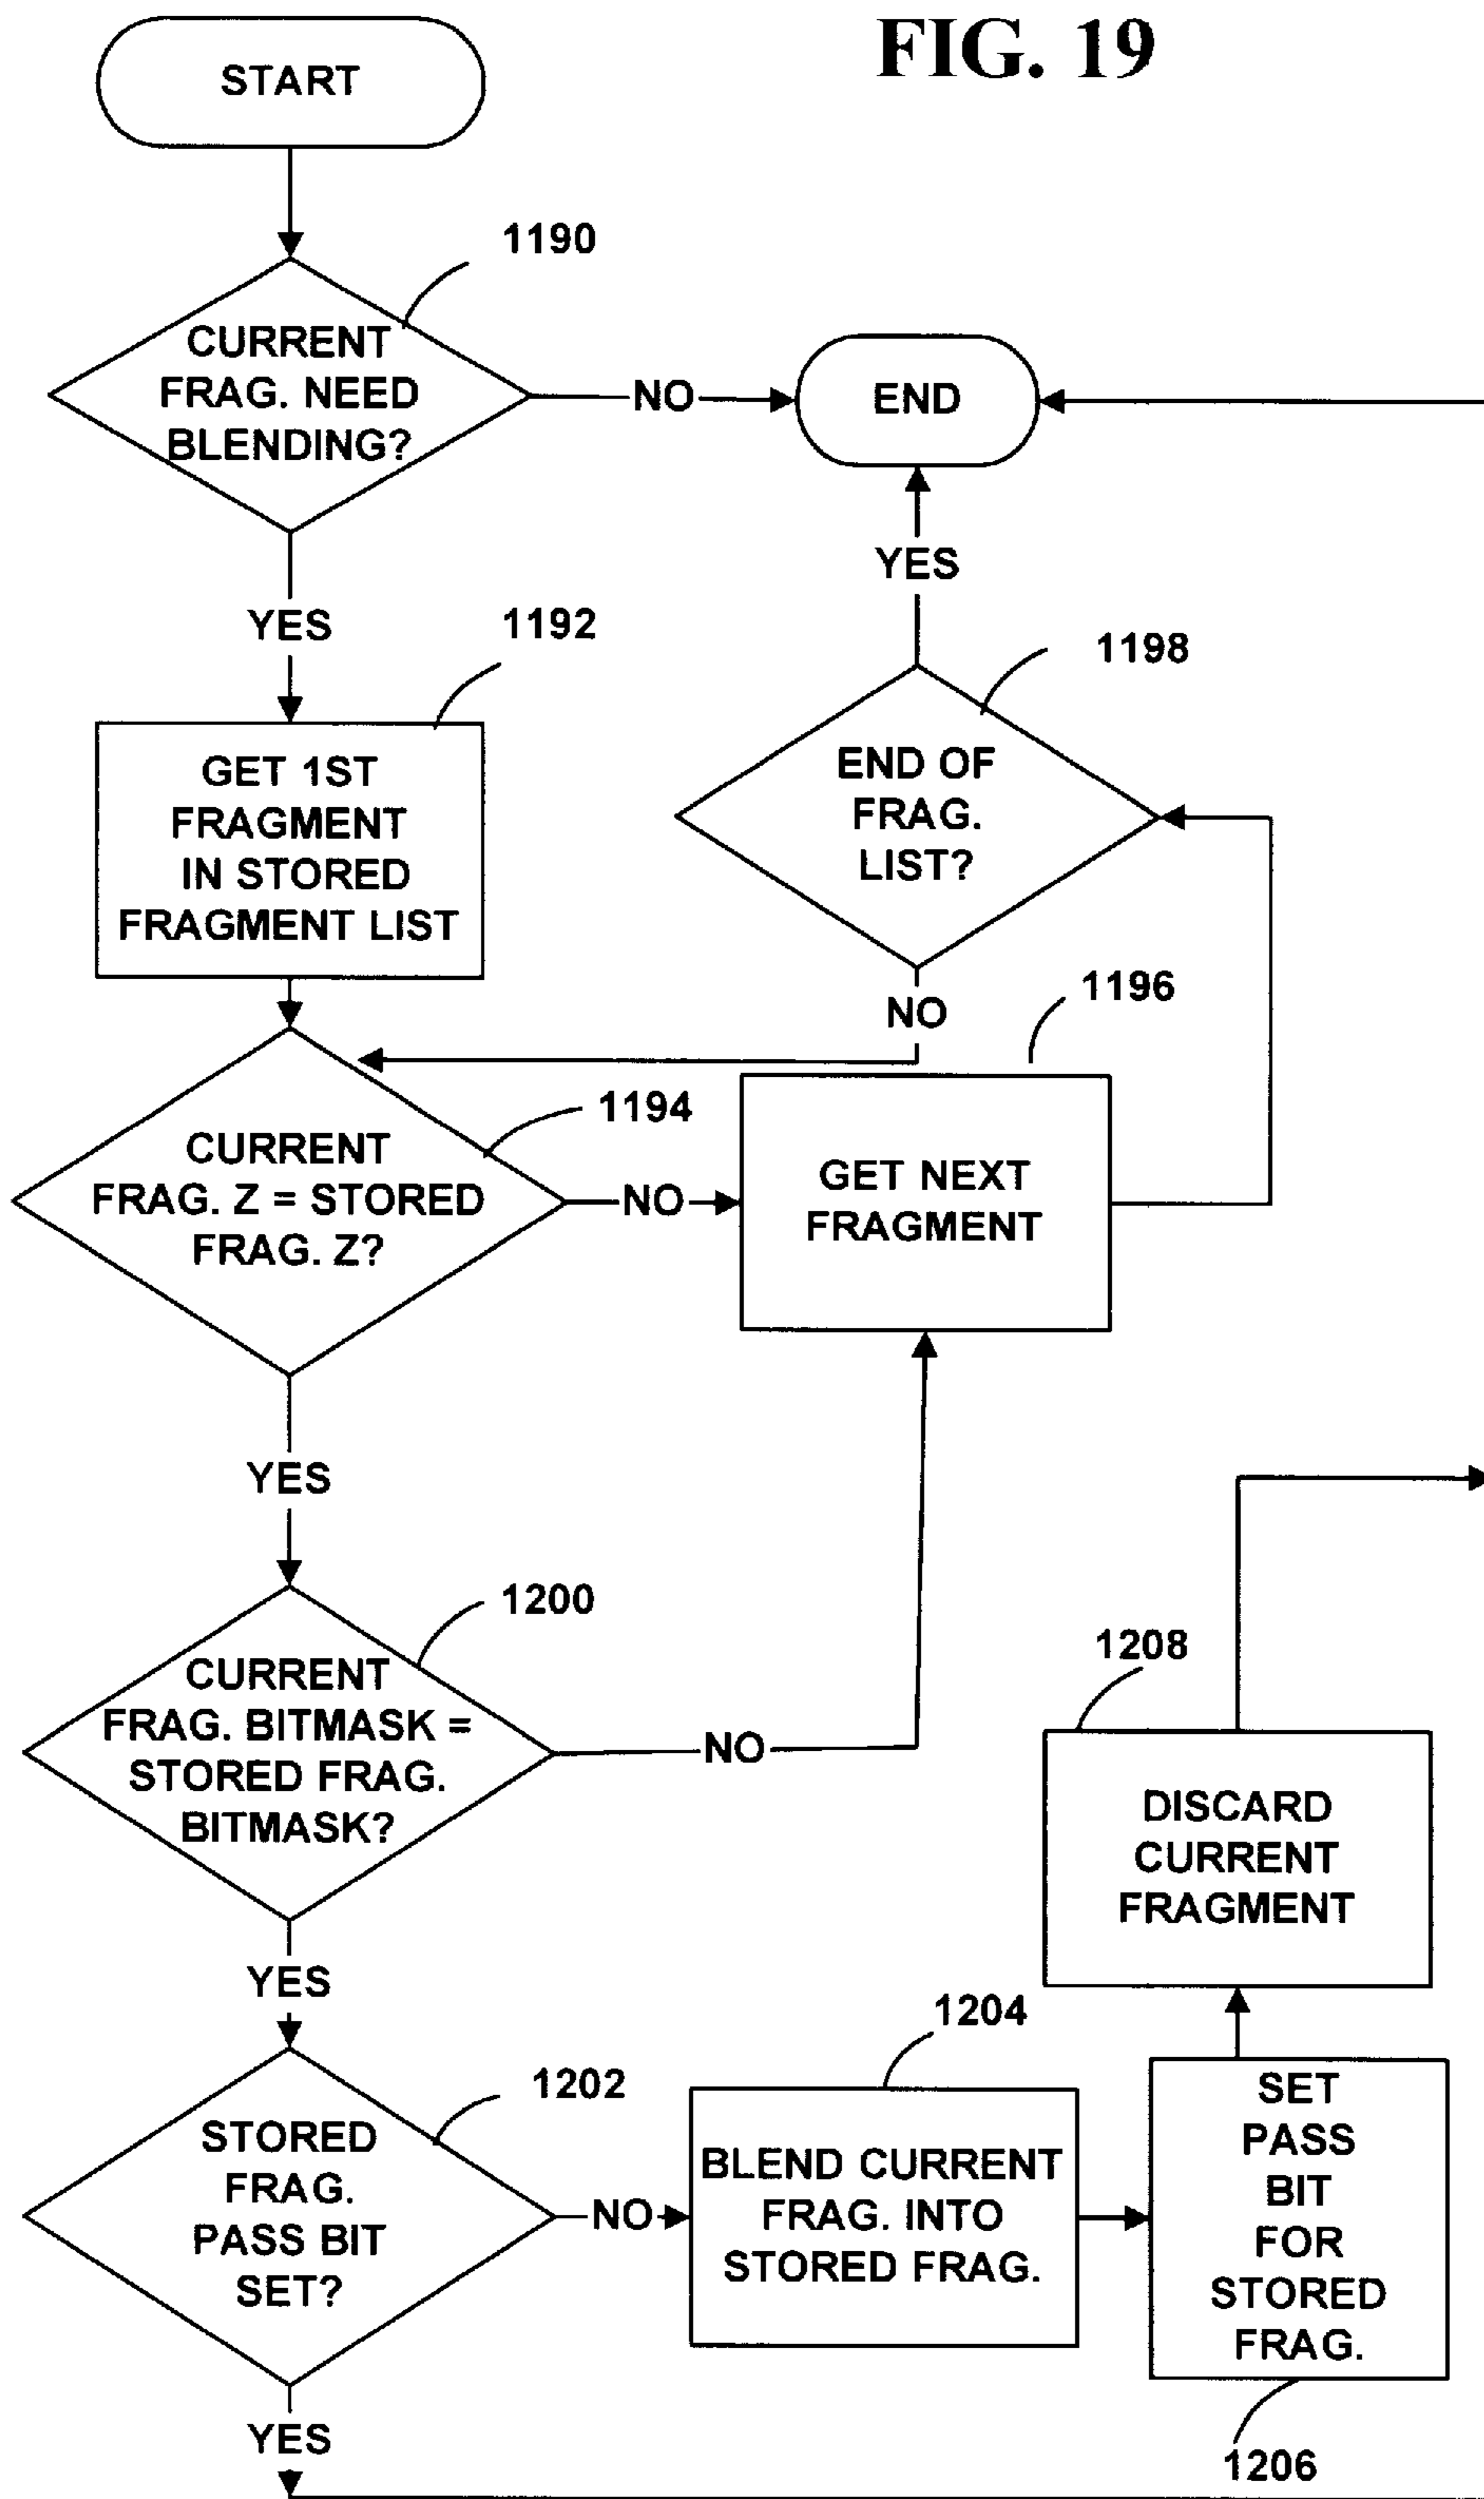 FIG. 19
START
1190
CURRENT
FRAG. NEED
BLENDING?
NO
END
YES
YES
1192
1198
GET 1ST
FRAGMENT
IN STORED
FRAGMENT LIST
END OF
FRAG.
LIST?
NO
1196
1194
CURRENT
FRAG. Z = STORED
FRAG. Z?
NO
GET NEXT
FRAGMENT
YES
1200
CURRENT
FRAG. BITMASK =
STORED FRAG.
BITMASK?
NO
1208
DISCARD
CURRENT
FRAGMENT
YES
1204
1202
STORED
FRAG.
PASS BIT
SET?
NO
BLEND CURRENT
FRAG. INTO
STORED FRAG.
SET
PASS
BIT
FOR
STORED
FRAG.
YES
1206